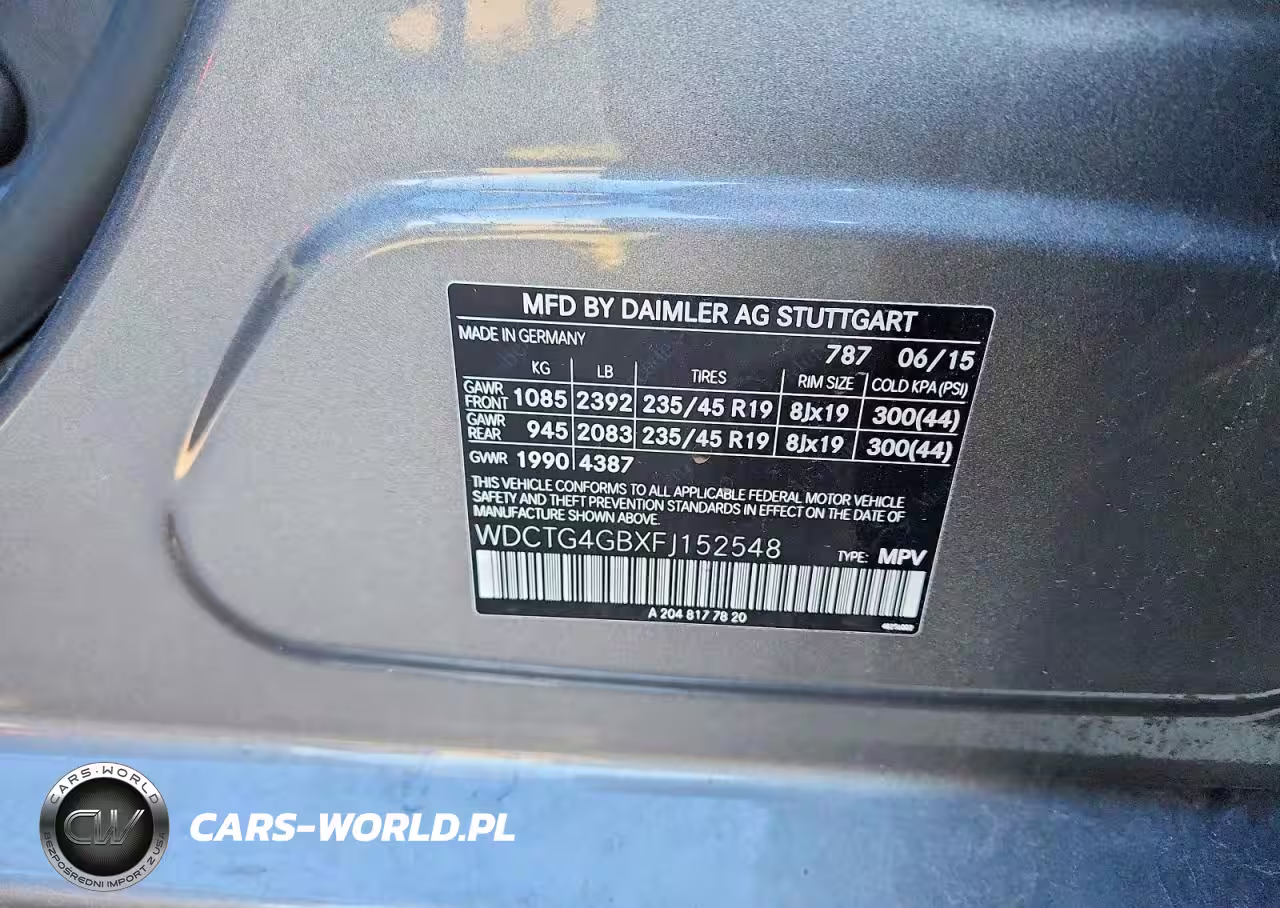 MFD BY DAIMLER AG STUTTGART
MADE IN GERMANY
787 06/15
KG LB TIRES RIM SIZE COLD KPA (PSI)
GAWR FRONT 1085 2392 235/45 R19 8Jx19 300(44)
GAWR REAR 945 2083 235/45 R19 8Jx19 300(44)
GVWR 1990 4387
THIS VEHICLE CONFORMS TO ALL APPLICABLE FEDERAL MOTOR VEHICLE
SAFETY AND THEFT PREVENTION STANDARDS IN EFFECT ON THE DATE OF
MANUFACTURE SHOWN ABOVE.
WDCTG4GBXFJ152548
TYPE: MPV
A 204 817 78 20
CARS-WORLD
CW
BEZPOŚREDNI IMPORT Z USA
CARS-WORLD.PL